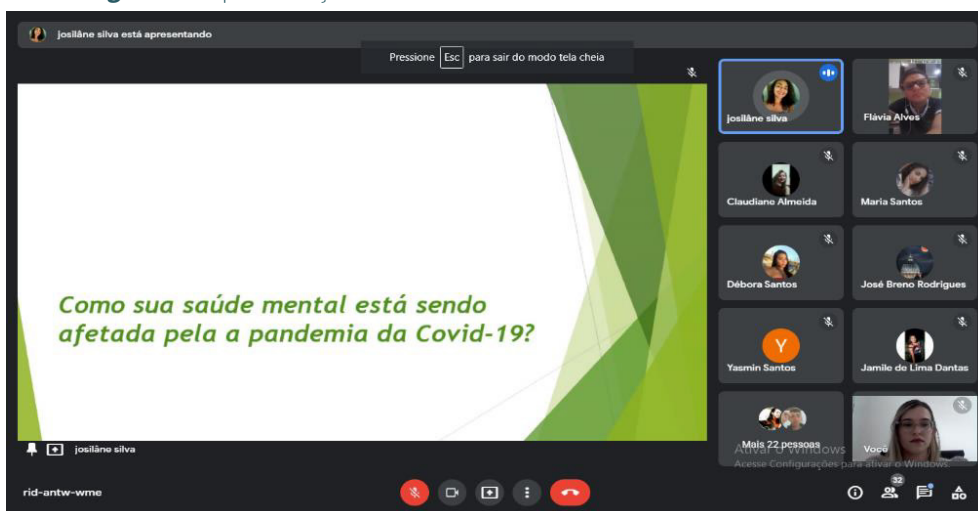 josilâne silva está apresentando
Pressione Esc para sair do modo tela cheia
Como sua saúde mental está sendo
afetada pela a pandemia da Covid-19?
josilâne silva
Flávia Alves
Claudiane Almeida
Maria Santos
Débora Santos
José Breno Rodrigues
Y
Yasmin Santos
Jamile de Lima Dantas
Mais 22 pessoas
Você
Ativar o Windows
Acesse Configurações para ativar o Windows.
josilâne silva
rid-antw-wme
32